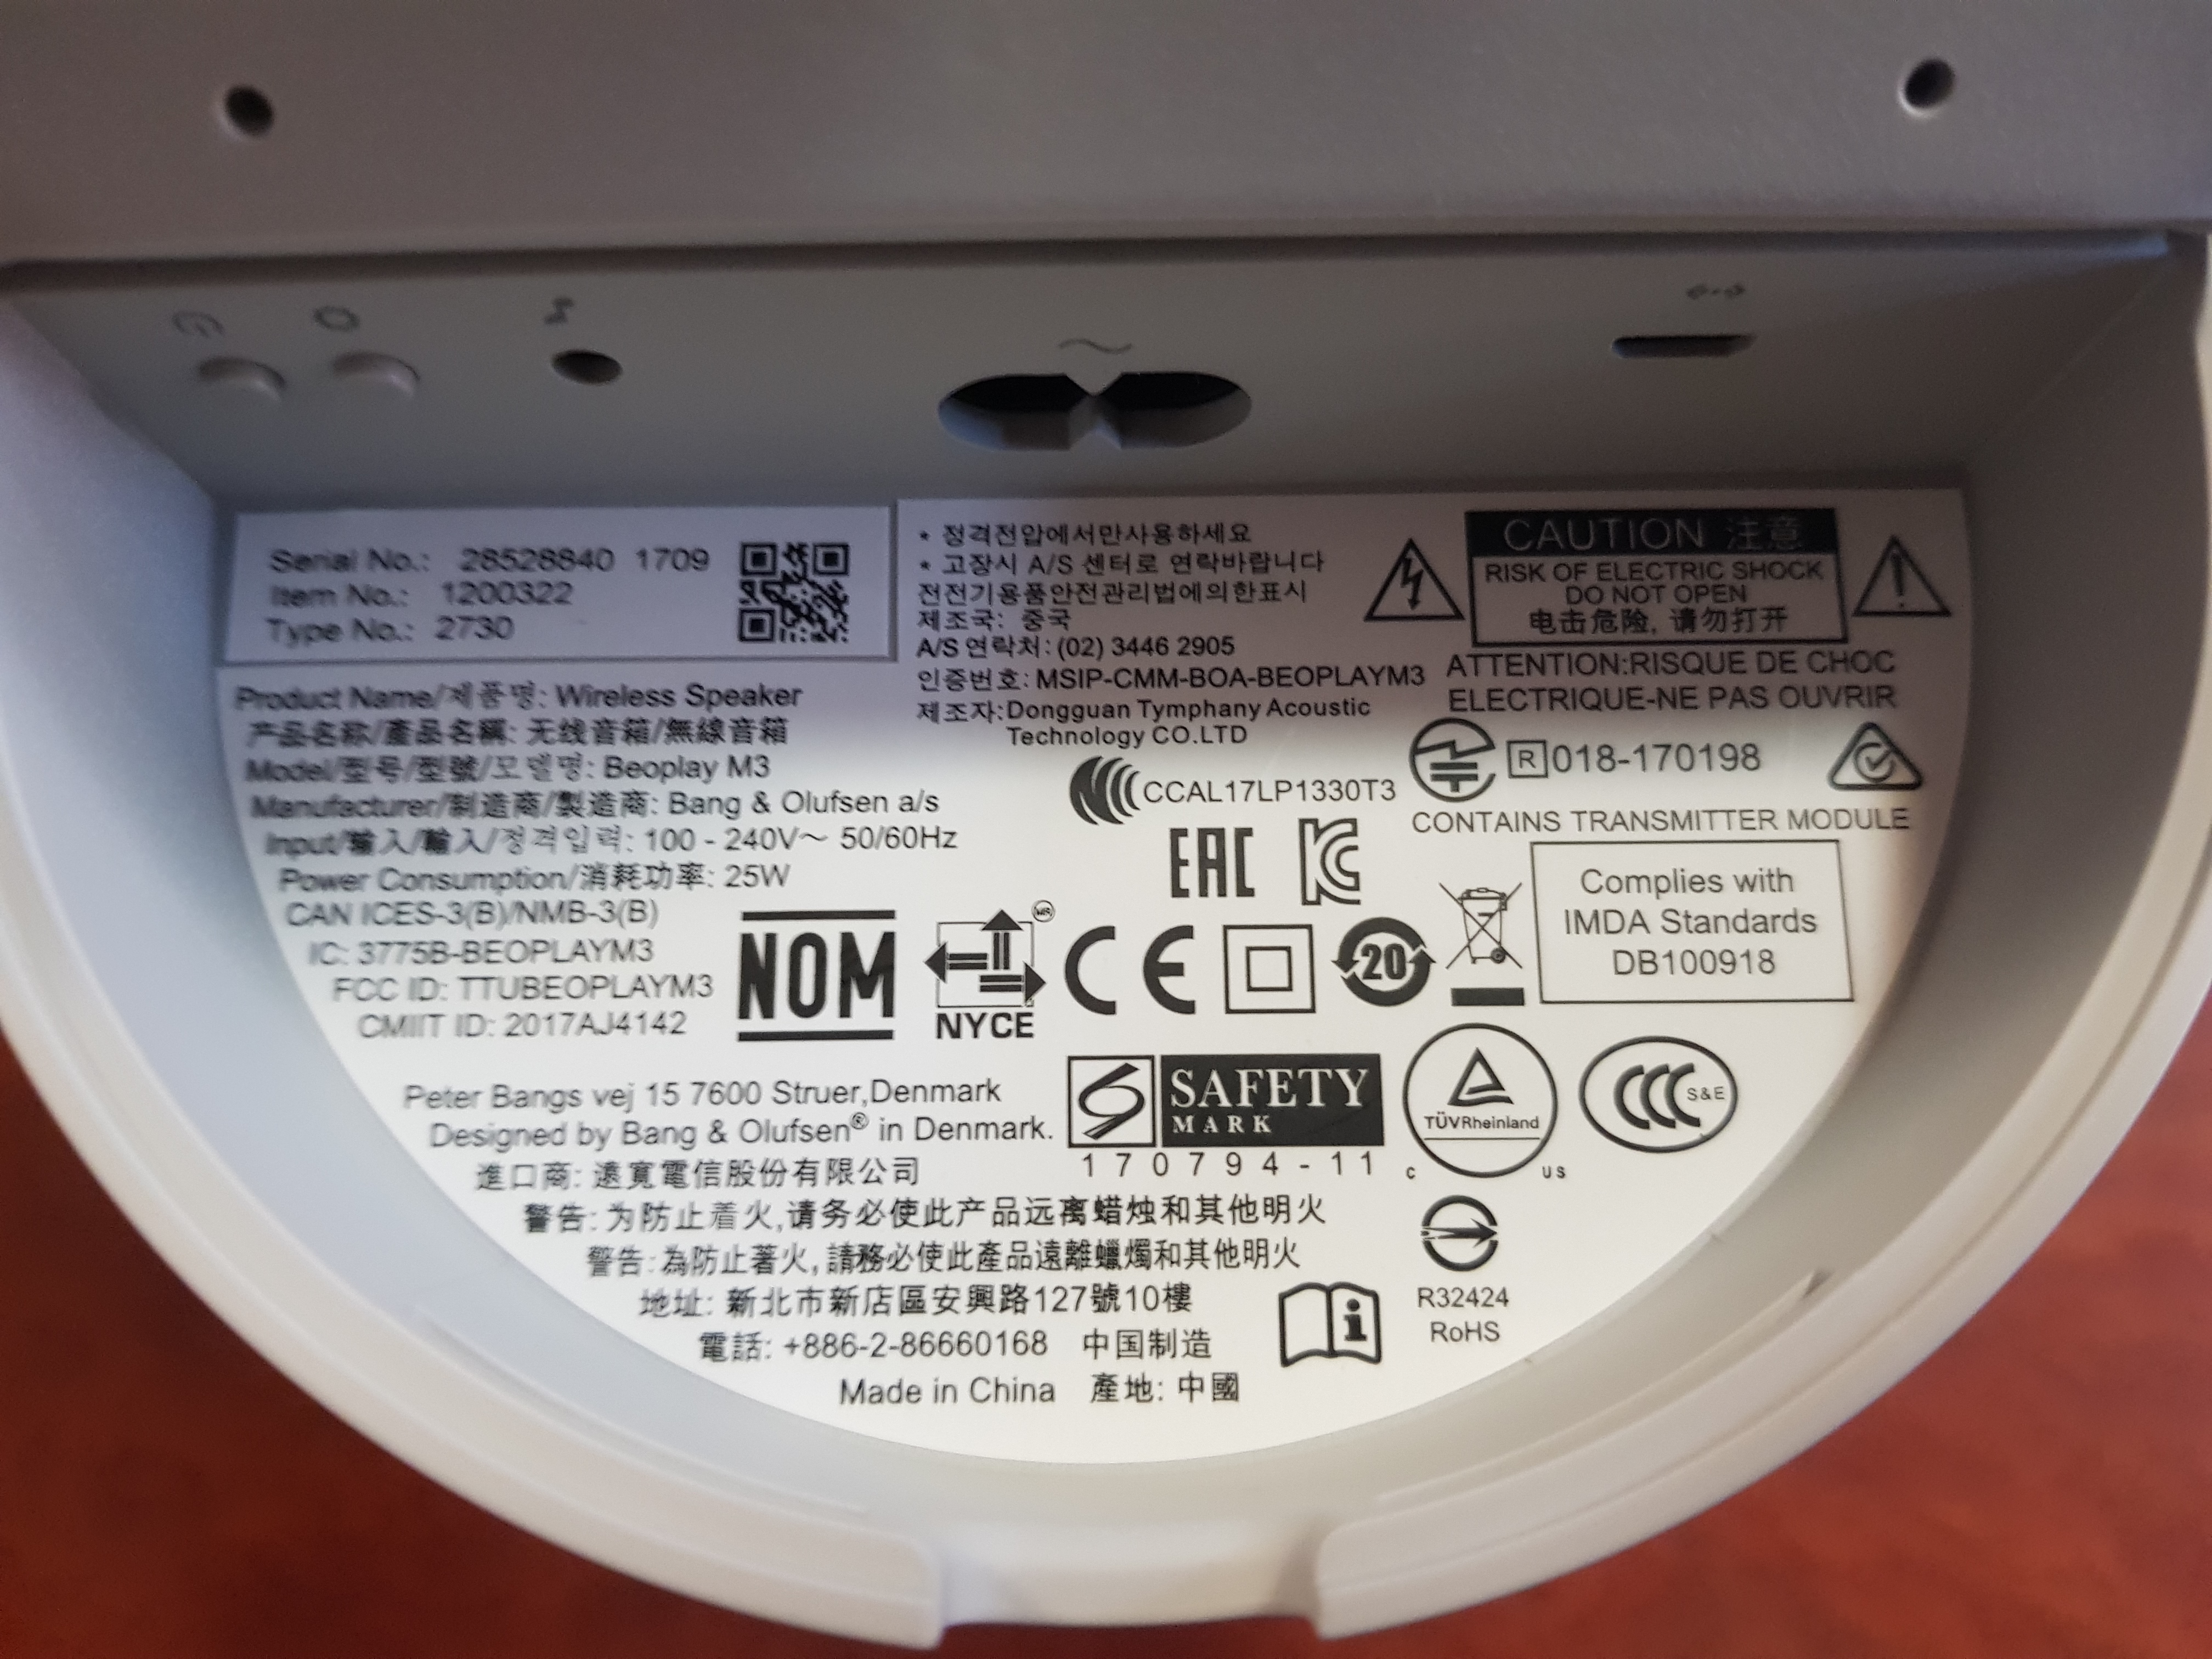 Serial No.: 28528840 1709
Item No.: 1200322
Type No.: 2730
Product Name/제품명: Wireless Speaker
产品名称/產品名稱: 无线音箱/無線音箱
Model/型号/型號/모델명: Beoplay M3
Manufacturer/制造商/製造商: Bang & Olufsen a/s
Input/输入/輸入/정격입력: 100 - 240V～ 50/60Hz
Power Consumption/消耗功率: 25W
CAN ICES-3(B)/NMB-3(B)
IC: 3775B-BEOPLAYM3
FCC ID: TTUBEOPLAYM3
CMIIT ID: 2017AJ4142
* 정격전압에서만사용하세요
* 고장시 A/S 센터로 연락바랍니다
전전기용품안전관리법에의한표시
제조국: 중국
A/S 연락처: (02) 3446 2905
인증번호: MSIP-CMM-BOA-BEOPLAYM3
제조자:Dongguan Tymphany Acoustic
Technology CO.LTD
CAUTION 注意
RISK OF ELECTRIC SHOCK
DO NOT OPEN
电击危险, 请勿打开
ATTENTION:RISQUE DE CHOC
ELECTRIQUE-NE PAS OUVRIR
R 018-170198
CCAL17LP1330T3
CONTAINS TRANSMITTER MODULE
EAC KC
Complies with
IMDA Standards
DB100918
NOM
MR
NYCE
CE
20
SAFETY
MARK
170794-11
TÜVRheinland
C US
CCC S&E
Peter Bangs vej 15 7600 Struer,Denmark
Designed by Bang & Olufsen® in Denmark.
進口商: 遠寬電信股份有限公司
警告: 为防止着火,请务必使此产品远离蜡烛和其他明火
警告: 為防止著火,請務必使此產品遠離蠟燭和其他明火
地址: 新北市新店區安興路127號10樓
電話: +886-2-86660168 中国制造
Made in China 產地: 中國
R32424
RoHS